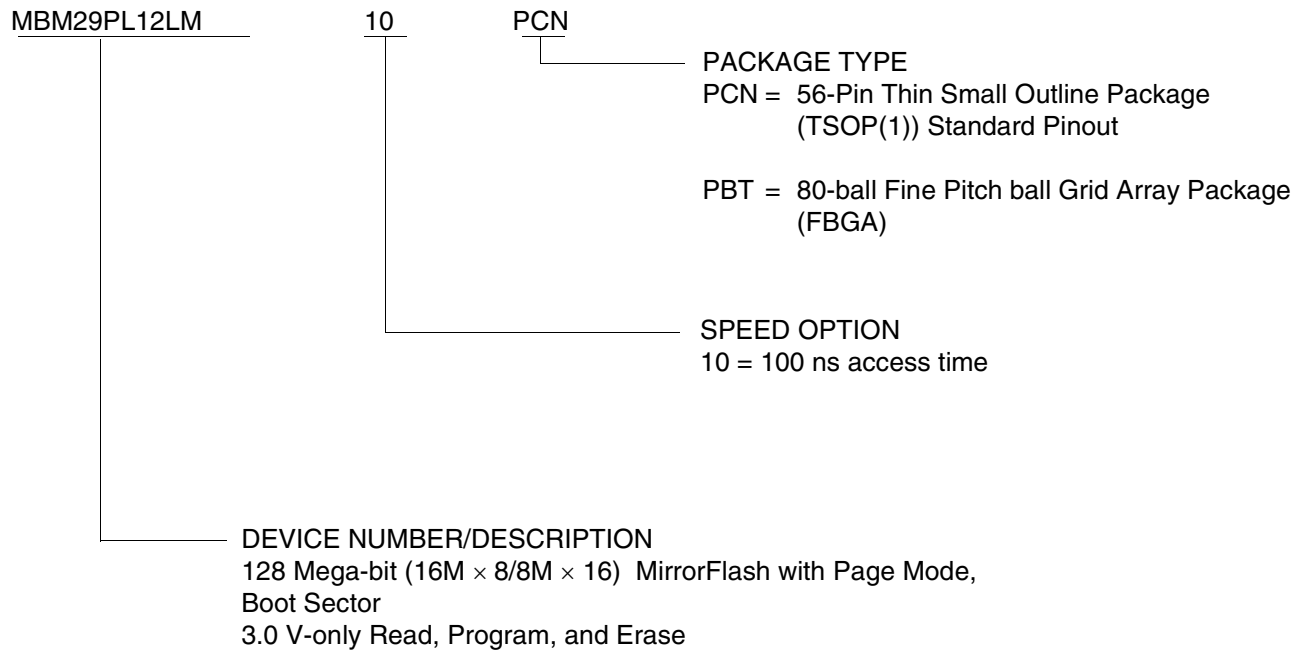 MBM29PL12LM 10 PCN
PACKAGE TYPE
PCN = 56-Pin Thin Small Outline Package
(TSOP(1)) Standard Pinout
PBT = 80-ball Fine Pitch ball Grid Array Package
(FBGA)
SPEED OPTION
10 = 100 ns access time
DEVICE NUMBER/DESCRIPTION
128 Mega-bit (16M × 8/8M × 16) MirrorFlash with Page Mode,
Boot Sector
3.0 V-only Read, Program, and Erase